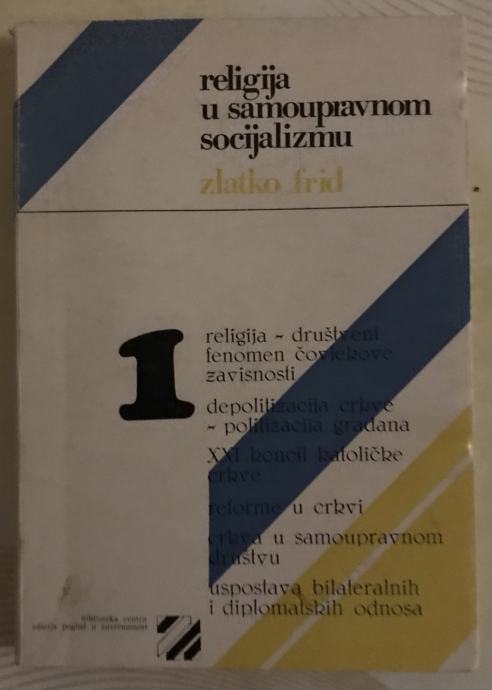 religija
u samoupravnom
socijalizmu
zlatko frid
1
religija - društveni
fenomen čovjekove
zavisnosti
depolitizacija crkve
- politizacija građana
XXI koncil katoličke
crkve
reforme u crkvi
crkva u samoupravnom
društvu
uspostava bilateralnih
i diplomatskih odnosa
biblioteka centra
edicija pogled u suvremenost